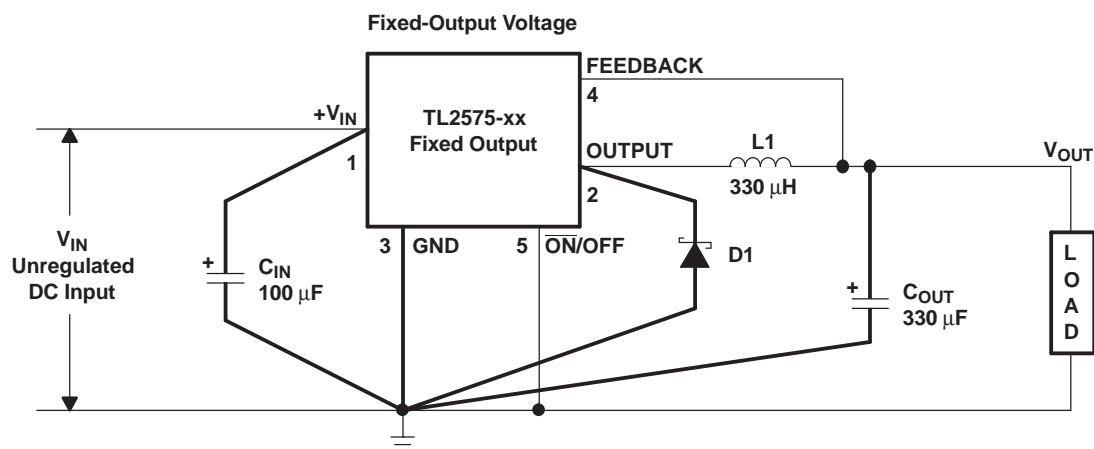 Fixed-Output Voltage
FEEDBACK
4
+VIN
TL2575-xx
Fixed Output
1
OUTPUT
2
L1
330 μH
VOUT
3 GND
5 ON/OFF
VIN
Unregulated
DC Input
+
CIN
100 μF
D1
+
COUT
330 μF
L
O
A
D